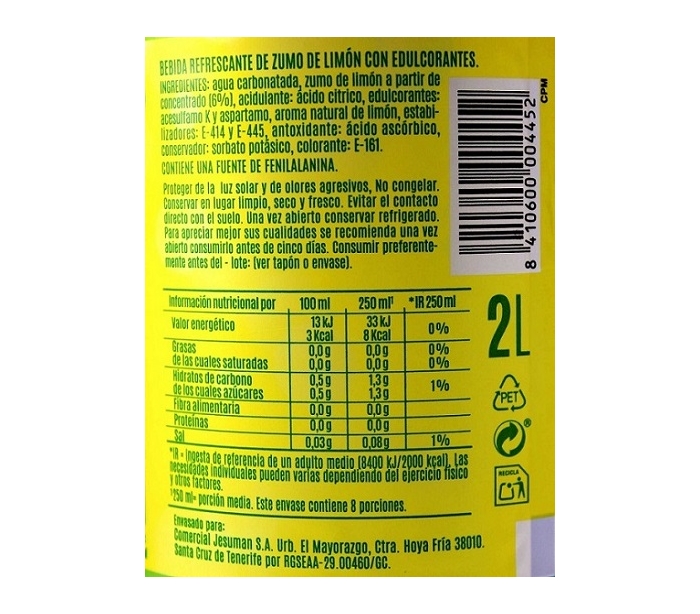 BEBIDA REFRESCANTE DE ZUMO DE LIMÓN CON EDULCORANTES.
INGREDIENTES: agua carbonatada, zumo de limón a partir de
concentrado (6%), acidulante: ácido cítrico, edulcorantes:
acesulfamo K y aspartamo, aroma natural de limón, estabi-
lizadores: E-414 y E-445, antioxidante: ácido ascórbico,
conservador: sorbato potásico, colorante: E-161.
CONTIENE UNA FUENTE DE FENILALANINA.
Proteger de la luz solar y de olores agresivos, No congelar.
Conservar en lugar limpio, seco y fresco. Evitar el contacto
directo con el suelo. Una vez abierto conservar refrigerado.
Para apreciar mejor sus cualidades se recomienda una vez
abierto consumirlo antes de cinco días. Consumir preferente-
mente antes del - lote: (ver tapón o envase).
CPM
8 410600 004452
Información nutricional por 100 ml 250 ml¹ *IR 250 ml
Valor energético 13 kJ 33 kJ 0%
3 Kcal 8 Kcal
Grasas 0,0 g 0,0 g 0%
de las cuales saturadas 0,0 g 0,0 g 0%
Hidratos de carbono 0,5 g 1,3 g 1%
de los cuales azúcares 0,5 g 1,3 g
Fibra alimentaria 0,0 g 0,0 g
Proteínas 0,0 g 0,0 g
Sal 0,03 g 0,08 g 1%
2L
PET
®
RECICLA
*IR = ingesta de referencia de un adulto medio (8400 kJ/2000 kcal). Las
necesidades individuales pueden varias dependiendo del ejercicio físico
y otros factores.
¹250 ml= porción media. Este envase contiene 8 porciones.
Envasado para:
Comercial Jesuman S.A. Urb. El Mayorazgo, Ctra. Hoya Fría 38010.
Santa Cruz de Tenerife por RGSEAA-29.00460/GC.